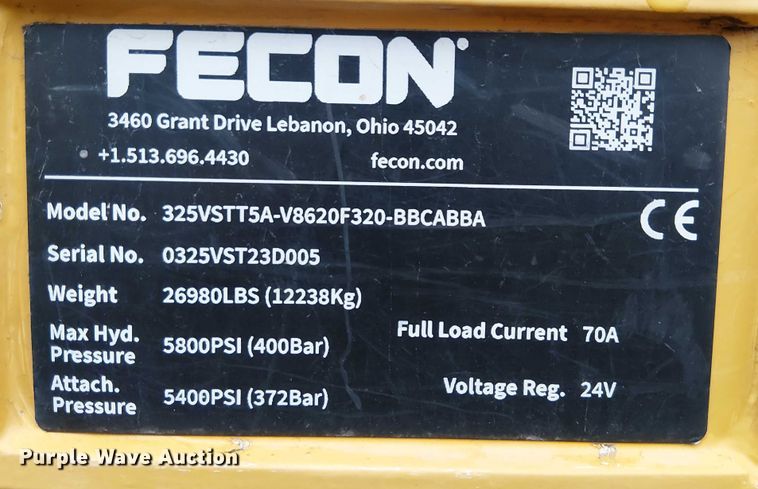 FECON
3460 Grant Drive Lebanon, Ohio 45042
+1.513.696.4430 fecon.com
Model No. 325VSTT5A-V8620F320-BBCABBA CE
Serial No. 0325VST23D005
Weight 26980LBS (12238Kg)
Max Hyd. Pressure 5800PSI (400Bar) Full Load Current 70A
Attach. Pressure 5400PSI (372Bar) Voltage Reg. 24V
Purple Wave Auction